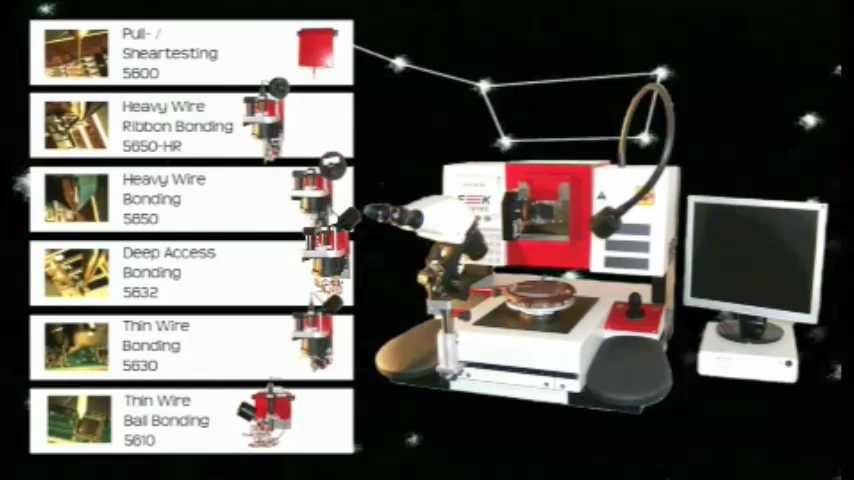 Pull- /
Sheartesting
5600
Heavy Wire
Ribbon Bonding
5650-HR
Heavy Wire
Bonding
5650
Deep Access
Bonding
5632
Thin Wire
Bonding
5630
Thin Wire
Ball Bonding
5610